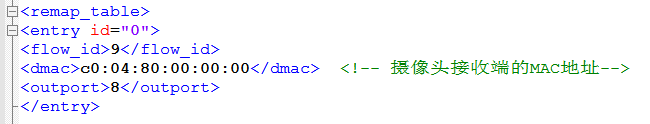 <remap_table>
<entry id="0">
<flow_id>9</flow_id>
<dmac>c0:04:80:00:00:00</dmac>  <!-- 摄像头接收端的MAC地址-->
<outport>8</outport>
</entry>